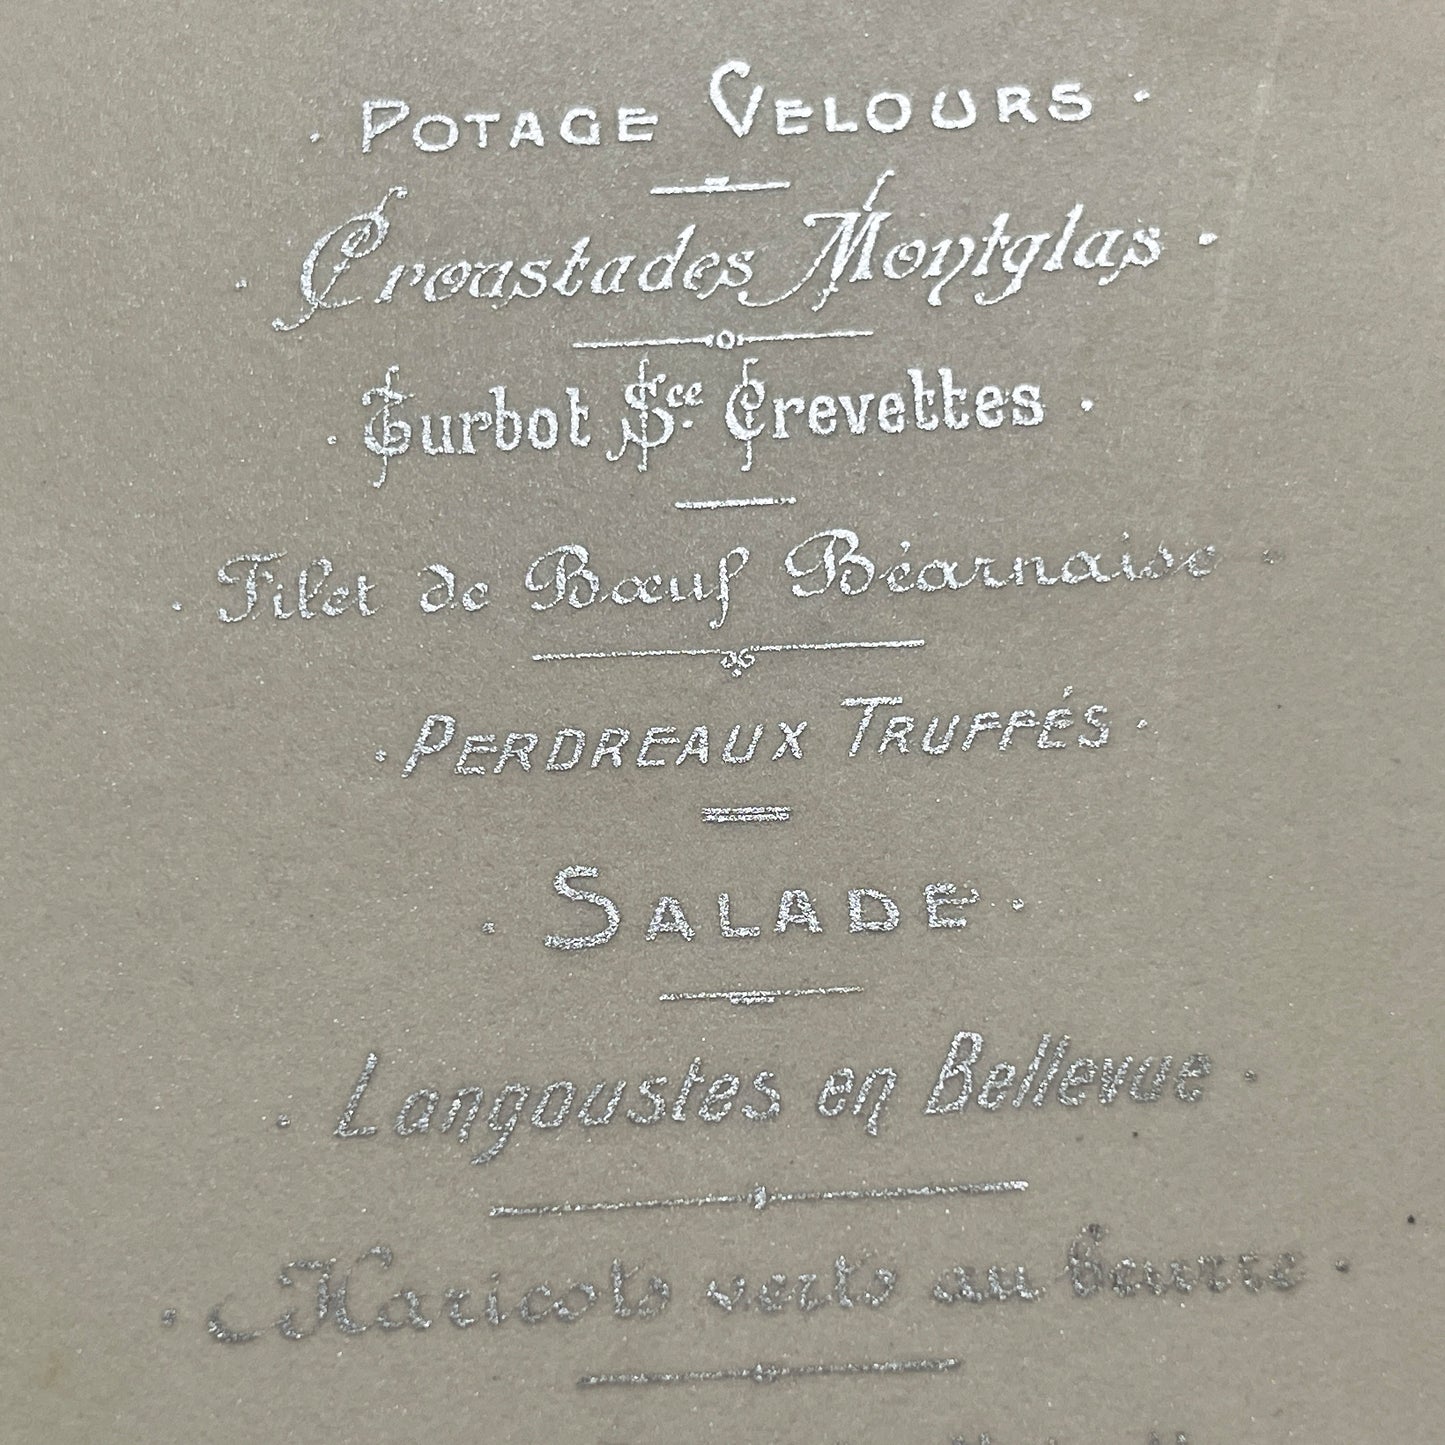 · POTAGE VELOURS ·
· Croustades Montglas ·
· Turbot Sce. Crevettes ·
· Filet de Bœuf Béarnaise ·
· PERDREAUX TRUFFÉS ·
· SALADE ·
· Langoustes en Bellevue ·
· Haricots verts au beurre ·